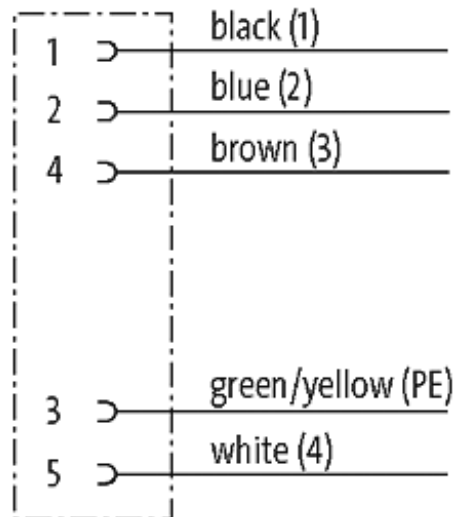 black (1)
1
blue (2)
2
brown (3)
4
green/yellow (PE)
3
white (4)
5